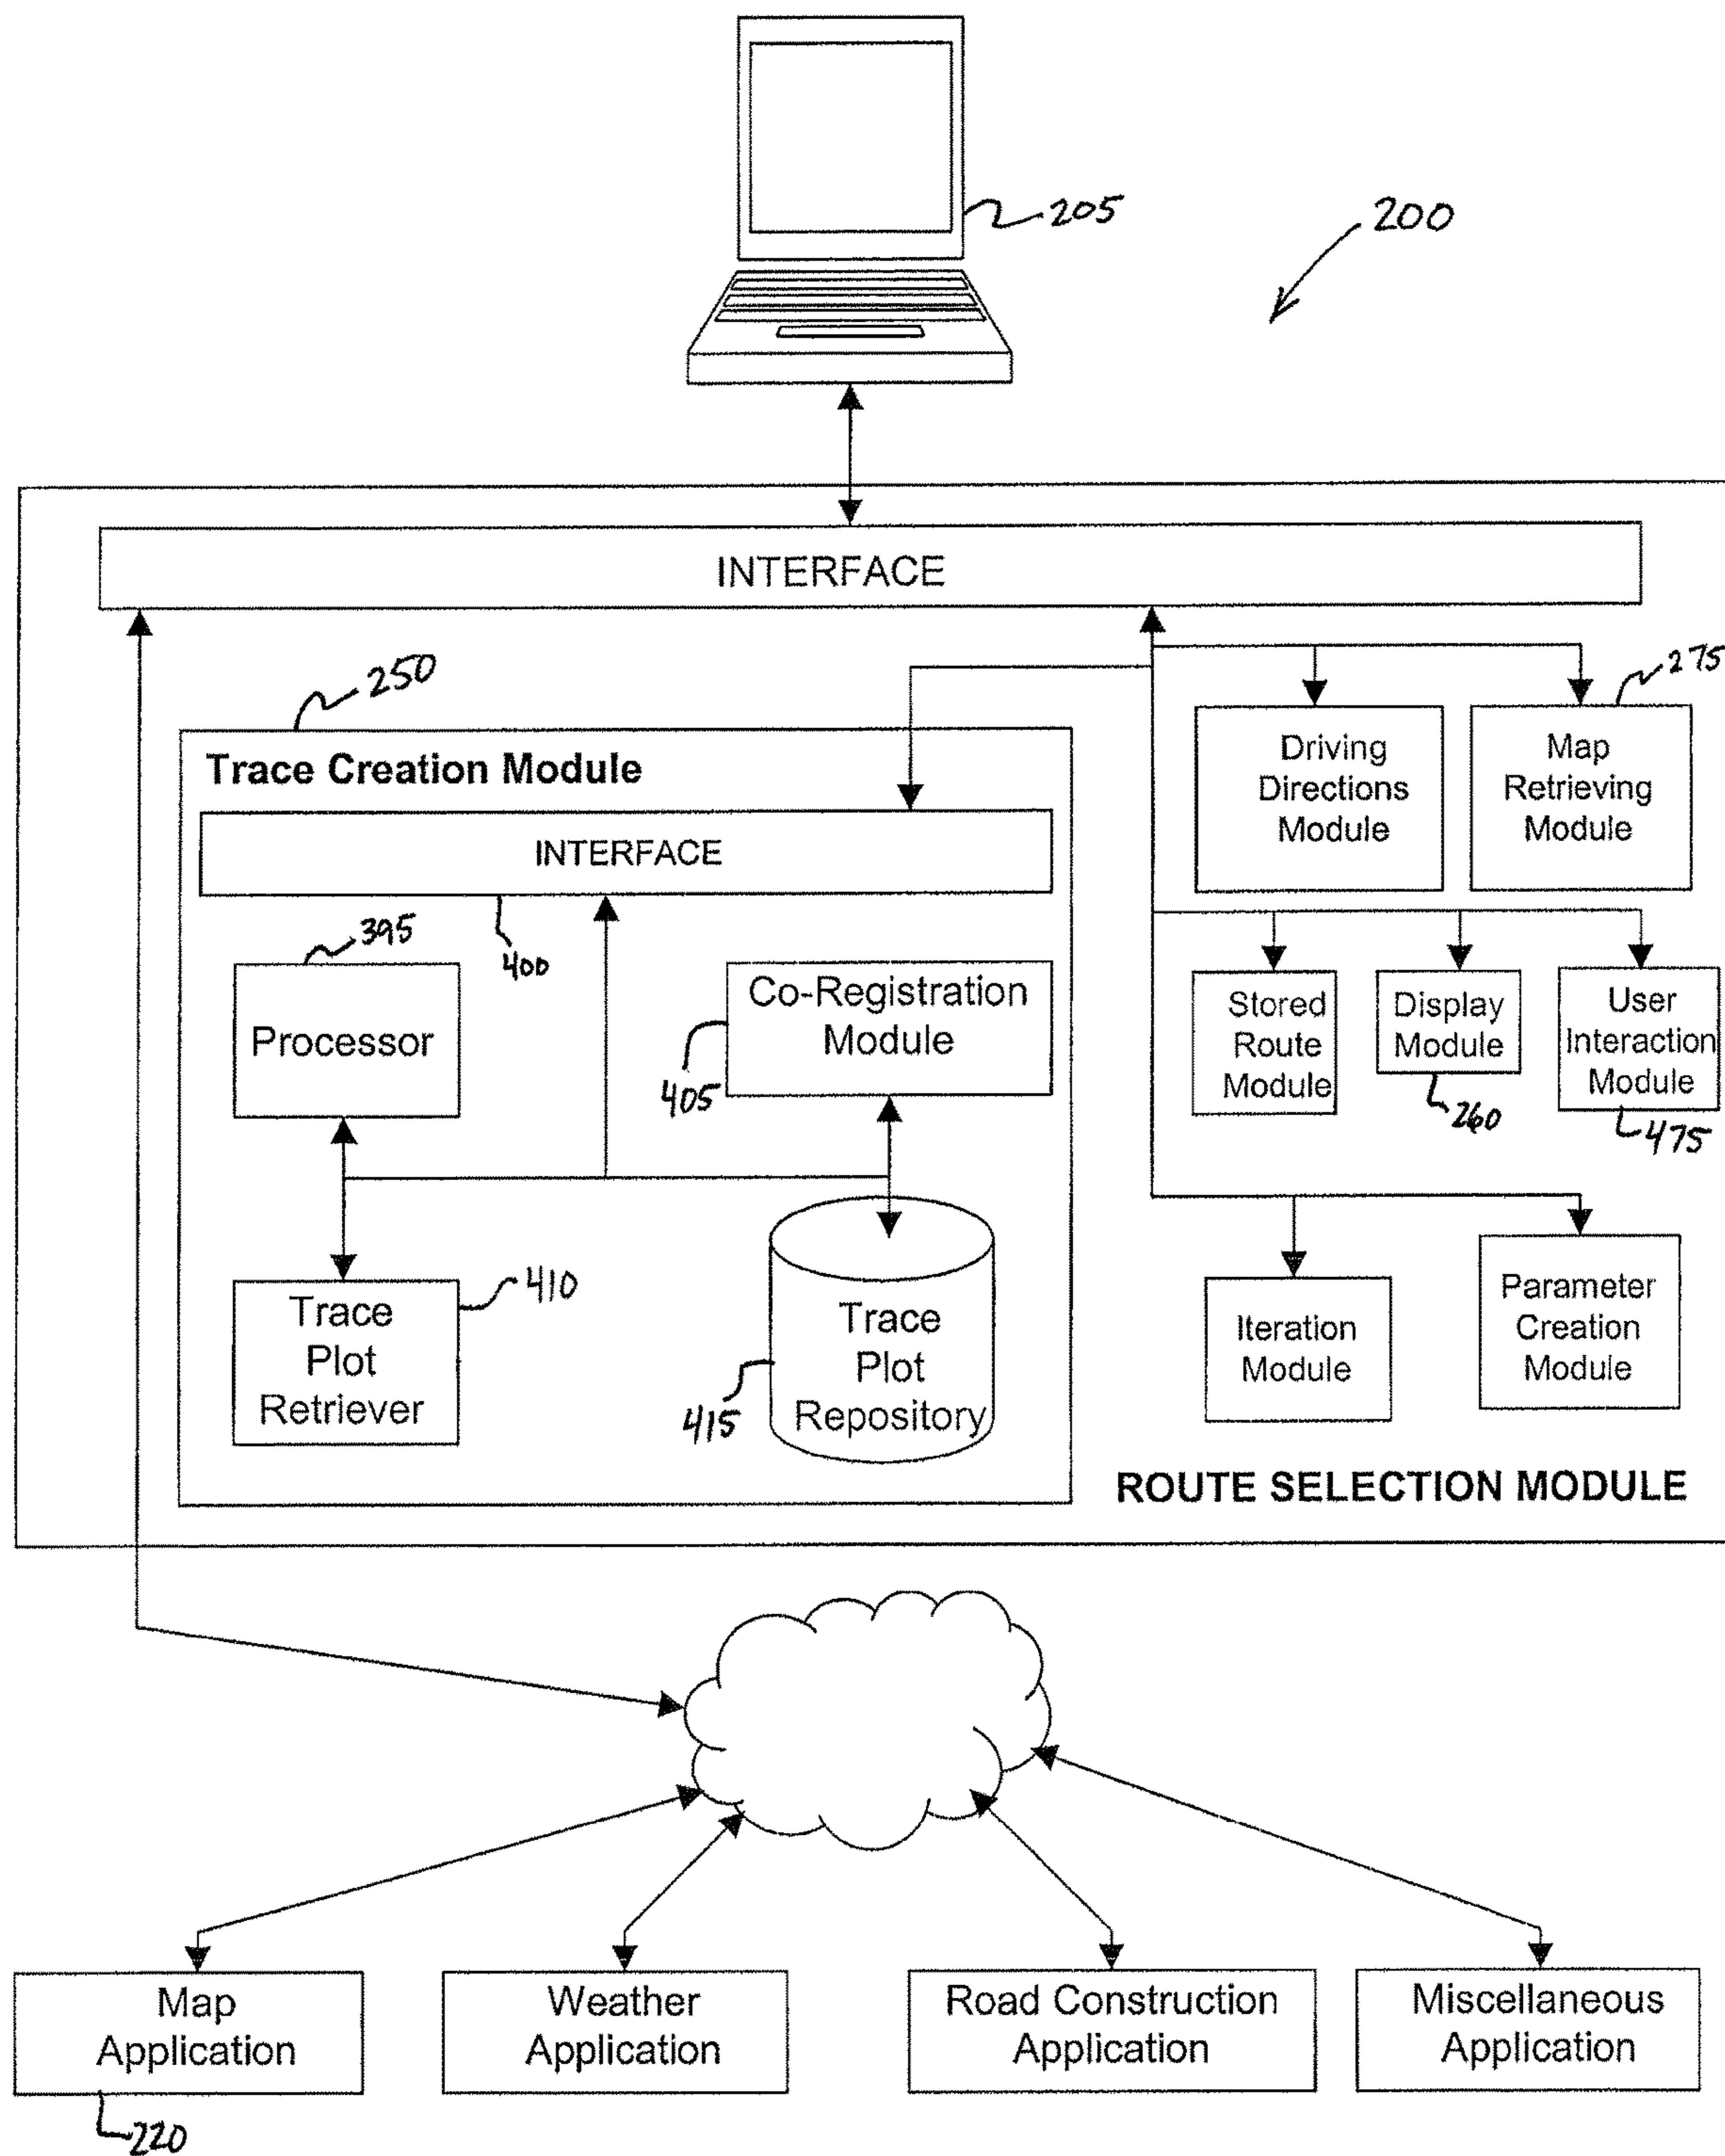 205
200
INTERFACE
250
275
Trace Creation Module
Driving
Directions
Module
Map
Retrieving
Module
INTERFACE
395
400
Processor
Co-Registration
Module
405
Stored
Route
Module
Display
Module
260
User
Interaction
Module
475
Trace
Plot
Retriever
410
Trace
Plot
Repository
415
Iteration
Module
Parameter
Creation
Module
ROUTE SELECTION MODULE
Map
Application
220
Weather
Application
Road Construction
Application
Miscellaneous
Application